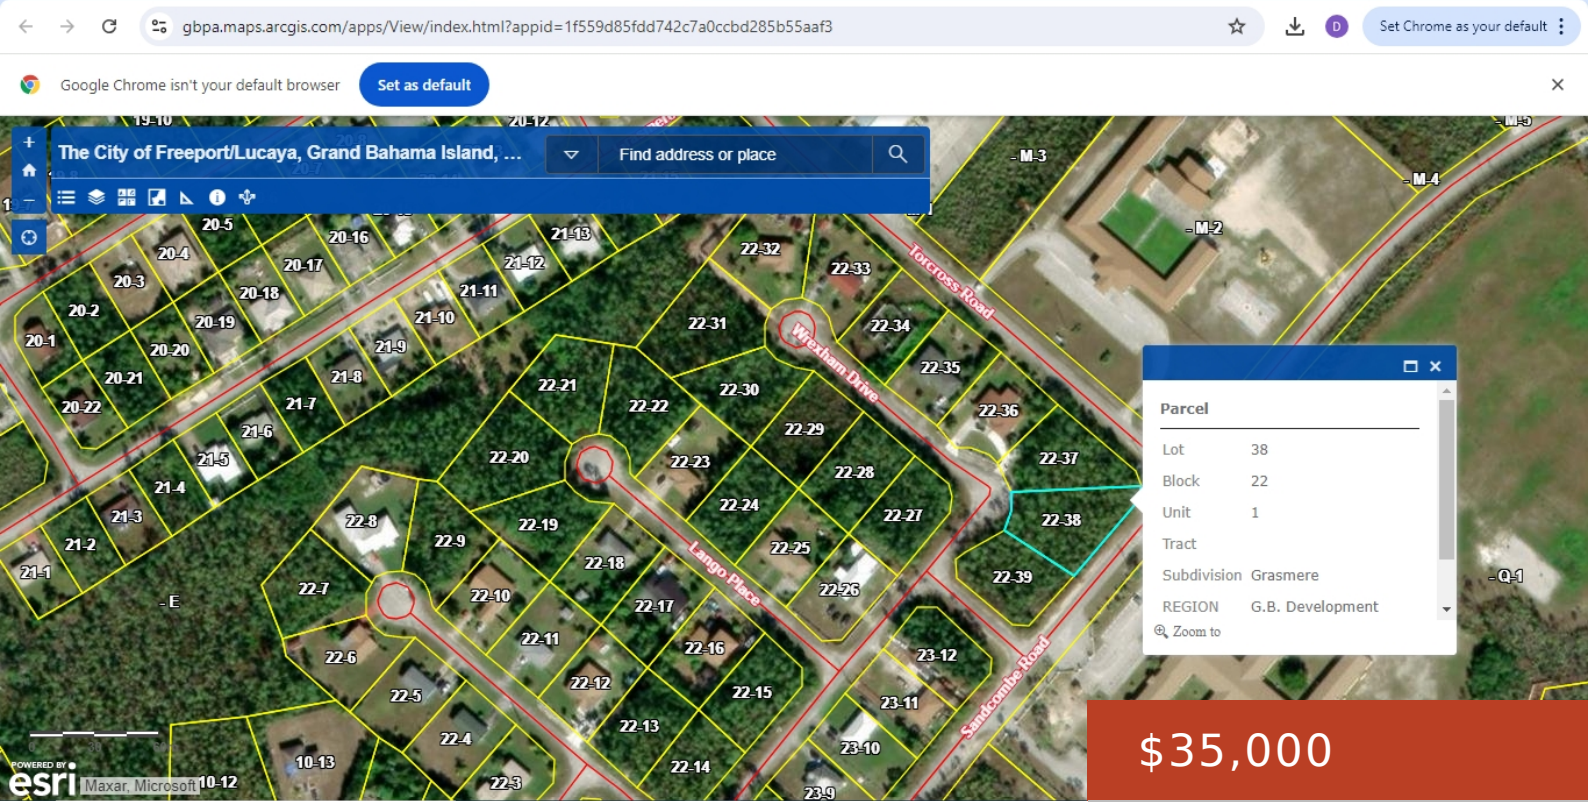 gbpa.maps.arcgis.com/apps/View/index.html?appid=1f559d85fdd742c7a0ccbd285b55aaf3
D
Set Chrome as your default
Google Chrome isn't your default browser
Set as default
19-10
20-12
M-5
The City of Freeport/Lucaya, Grand Bahama Island, ...
Find address or place
- M-3
- M-4
- M-2
20-5
20-16
21-13
22-32
20-4
20-17
21-12
22-33
Torcross Road
20-3
20-18
21-11
20-2
20-19
21-10
22-31
22-34
20-1
20-20
21-9
Wrexham Drive
22-35
20-21
21-8
22-21
22-30
20-22
21-7
22-22
22-36
21-6
22-29
21-5
22-20
22-23
22-28
22-37
21-4
22-24
21-3
22-8
22-19
22-27
22-38
21-2
22-9
22-18
22-25
21-1
22-7
22-10
22-17
Lango Place
22-26
22-39
- E
22-11
22-16
23-12
22-6
22-12
22-15
Sandcombe Road
22-5
22-13
23-11
22-4
22-14
23-10
10-13
22-3
23-9
10-12
- Q-1
Parcel
Lot 38
Block 22
Unit 1
Tract
Subdivision Grasmere
REGION G.B. Development
Zoom to
$35,000
POWERED BY
esri
Maxar, Microsoft